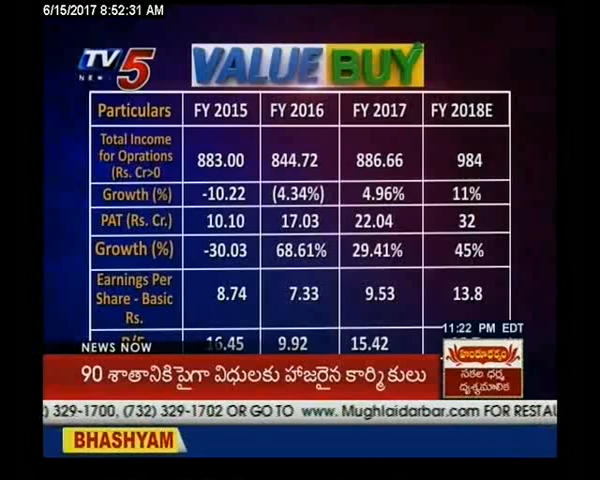 6/15/2017 8:52:31 AM
TV5
NEWS
VALUE BUY
Particulars FY 2015 FY 2016 FY 2017 FY 2018E
Total Income
for Oprations
(Rs. Cr>0 883.00 844.72 886.66 984
Growth (%) -10.22 (4.34%) 4.96% 11%
PAT (Rs. Cr.) 10.10 17.03 22.04 32
Growth (%) -30.03 68.61% 29.41% 45%
Earnings Per
Share - Basic
Rs. 8.74 7.33 9.53 13.8
16.45 9.92 15.42
11:22 PM EDT
NEWS NOW
హిందూధర్మం
సకల ధర్మ
దృశ్యమాలిక
90 శాతానికిపైగా విధులకు హాజరైన కార్మికులు
) 329-1700, (732) 329-1702 OR GO TO www.Mughlaidarbar.com FOR RESTAU
BHASHYAM